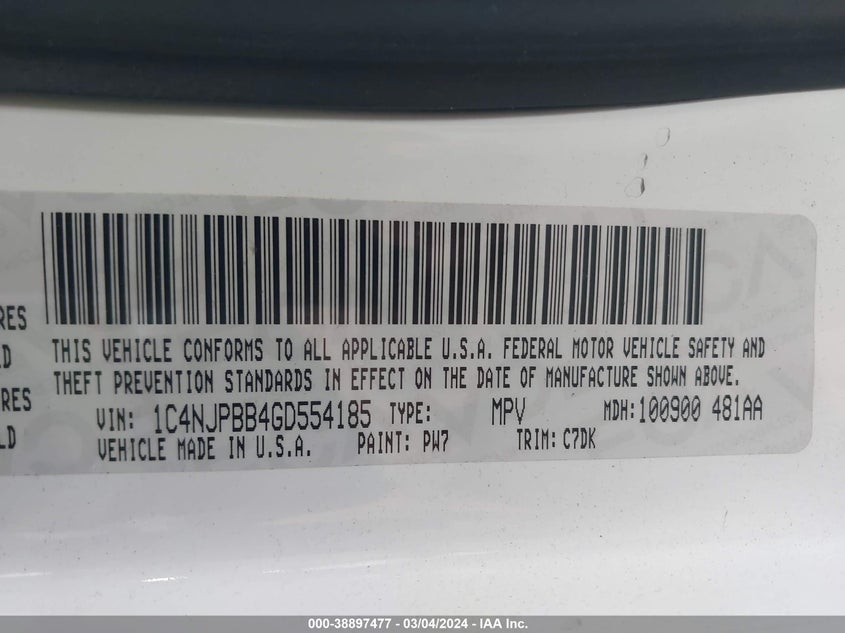 RES
LD
RES
LD
THIS VEHICLE CONFORMS TO ALL APPLICABLE U.S.A. FEDERAL MOTOR VEHICLE SAFETY AND
THEFT PREVENTION STANDARDS IN EFFECT ON THE DATE OF MANUFACTURE SHOWN ABOVE.
VIN: 1C4NJPBB4GD554185 TYPE: MPV MDH:100900 481AA
VEHICLE MADE IN U.S.A. PAINT: PW7 TRIM: C7DK
000-38897477 - 03/04/2024 - IAA Inc.